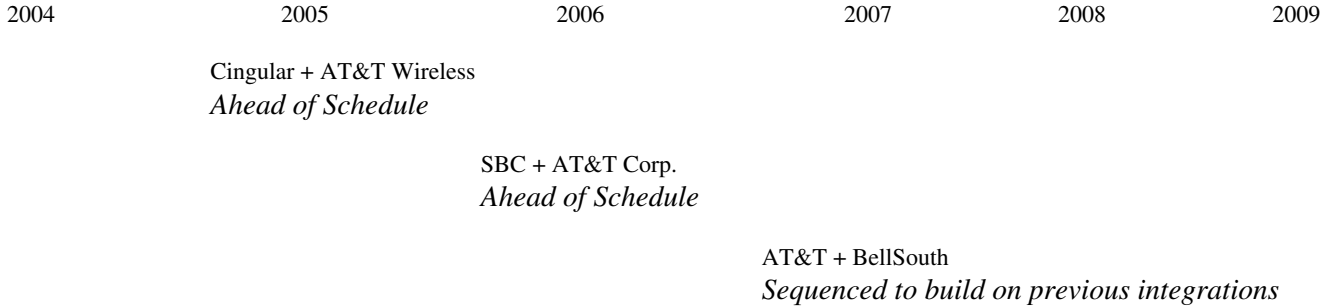 2004 2005 2006 2007 2008 2009
Cingular + AT&T Wireless
Ahead of Schedule
SBC + AT&T Corp.
Ahead of Schedule
AT&T + BellSouth
Sequenced to build on previous integrations